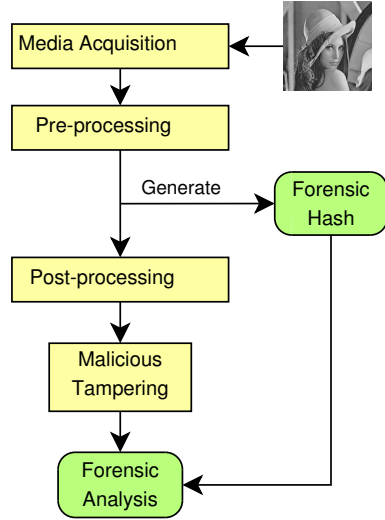 Media Acquisition
Pre-processing
Generate
Forensic
Hash
Post-processing
Malicious
Tampering
Forensic
Analysis